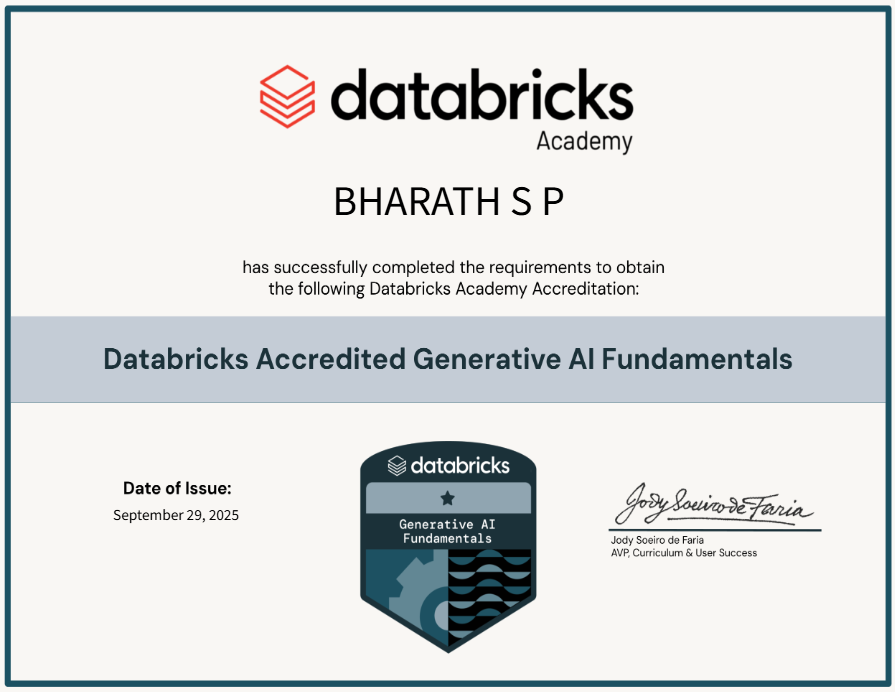 databricks
Academy
BHARATH S P
has successfully completed the requirements to obtain
the following Databricks Academy Accreditation:
Databricks Accredited Generative AI Fundamentals
Date of Issue:
September 29, 2025
databricks
Generative AI
Fundamentals
Jody Soeiro de Faria
Jody Soeiro de Faria
AVP, Curriculum & User Success